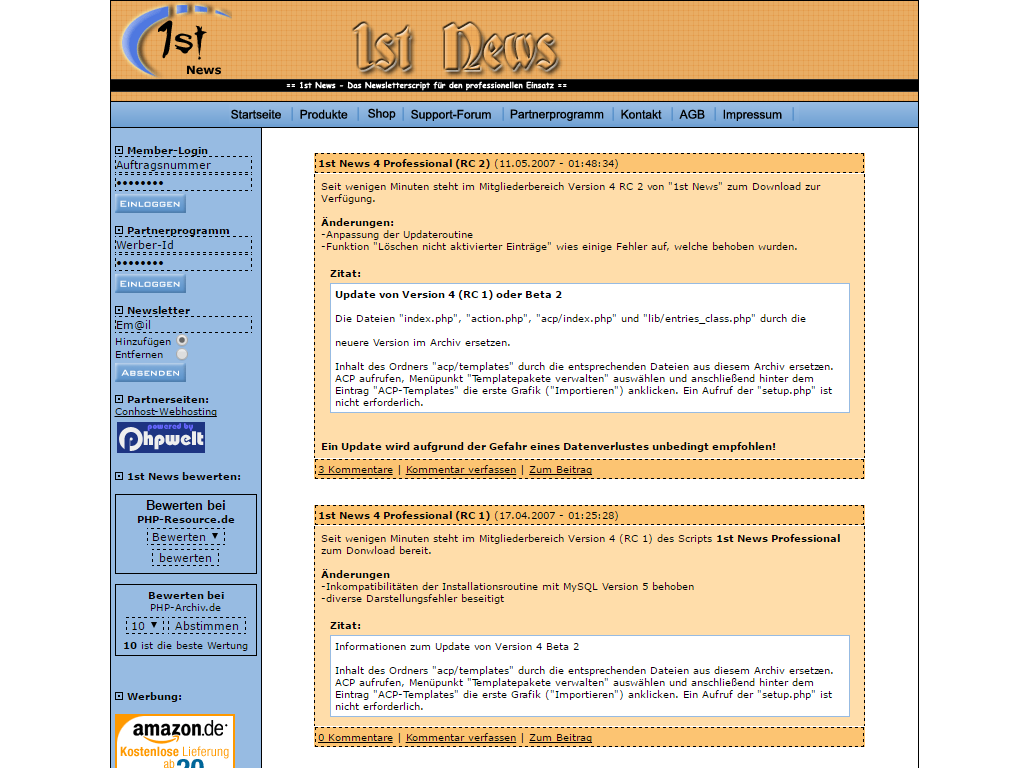 1st
News
1st News
== 1st News - Das Newsletterscript für den professionellen Einsatz ==
Startseite | Produkte | Shop | Support-Forum | Partnerprogramm | Kontakt | AGB | Impressum |
Member-Login
Auftragsnummer
••••••••
EINLOGGEN
Partnerprogramm
Werber-Id
••••••••
EINLOGGEN
Newsletter
Em@il
Hinzufügen
Entfernen
ABSENDEN
Partnerseiten:
Conhost-Webhosting
powered by
Phpwelt
1st News bewerten:
Bewerten bei
PHP-Resource.de
Bewerten ▼
bewerten
Bewerten bei
PHP-Archiv.de
10 ▼ Abstimmen
10 ist die beste Wertung
Werbung:
amazon.de
Kostenlose Lieferung
ab 20
1st News 4 Professional (RC 2) (11.05.2007 - 01:48:34)
Seit wenigen Minuten steht im Mitgliederbereich Version 4 RC 2 von "1st News" zum Download zur
Verfügung.
Änderungen:
-Anpassung der Updateroutine
-Funktion "Löschen nicht aktivierter Einträge" wies einige Fehler auf, welche behoben wurden.
Zitat:
Update von Version 4 (RC 1) oder Beta 2
Die Dateien "index.php", "action.php", "acp/index.php" und "lib/entries_class.php" durch die
neuere Version im Archiv ersetzen.
Inhalt des Ordners "acp/templates" durch die entsprechenden Dateien aus diesem Archiv ersetzen.
ACP aufrufen, Menüpunkt "Templatepakete verwalten" auswählen und anschließend hinter dem
Eintrag "ACP-Templates" die erste Grafik ("Importieren") anklicken. Ein Aufruf der "setup.php" ist
nicht erforderlich.
Ein Update wird aufgrund der Gefahr eines Datenverlustes unbedingt empfohlen!
3 Kommentare | Kommentar verfassen | Zum Beitrag
1st News 4 Professional (RC 1) (17.04.2007 - 01:25:28)
Seit wenigen Minuten steht im Mitgliederbereich Version 4 (RC 1) des Scripts 1st News Professional
zum Donwload bereit.
Änderungen
-Inkompatibilitäten der Installationsroutine mit MySQL Version 5 behoben
-diverse Darstellungsfehler beseitigt
Zitat:
Informationen zum Update von Version 4 Beta 2
Inhalt des Ordners "acp/templates" durch die entsprechenden Dateien aus diesem Archiv ersetzen.
ACP aufrufen, Menüpunkt "Templatepakete verwalten" auswählen und anschließend hinter dem
Eintrag "ACP-Templates" die erste Grafik ("Importieren") anklicken. Ein Aufruf der "setup.php" ist
nicht erforderlich.
0 Kommentare | Kommentar verfassen | Zum Beitrag